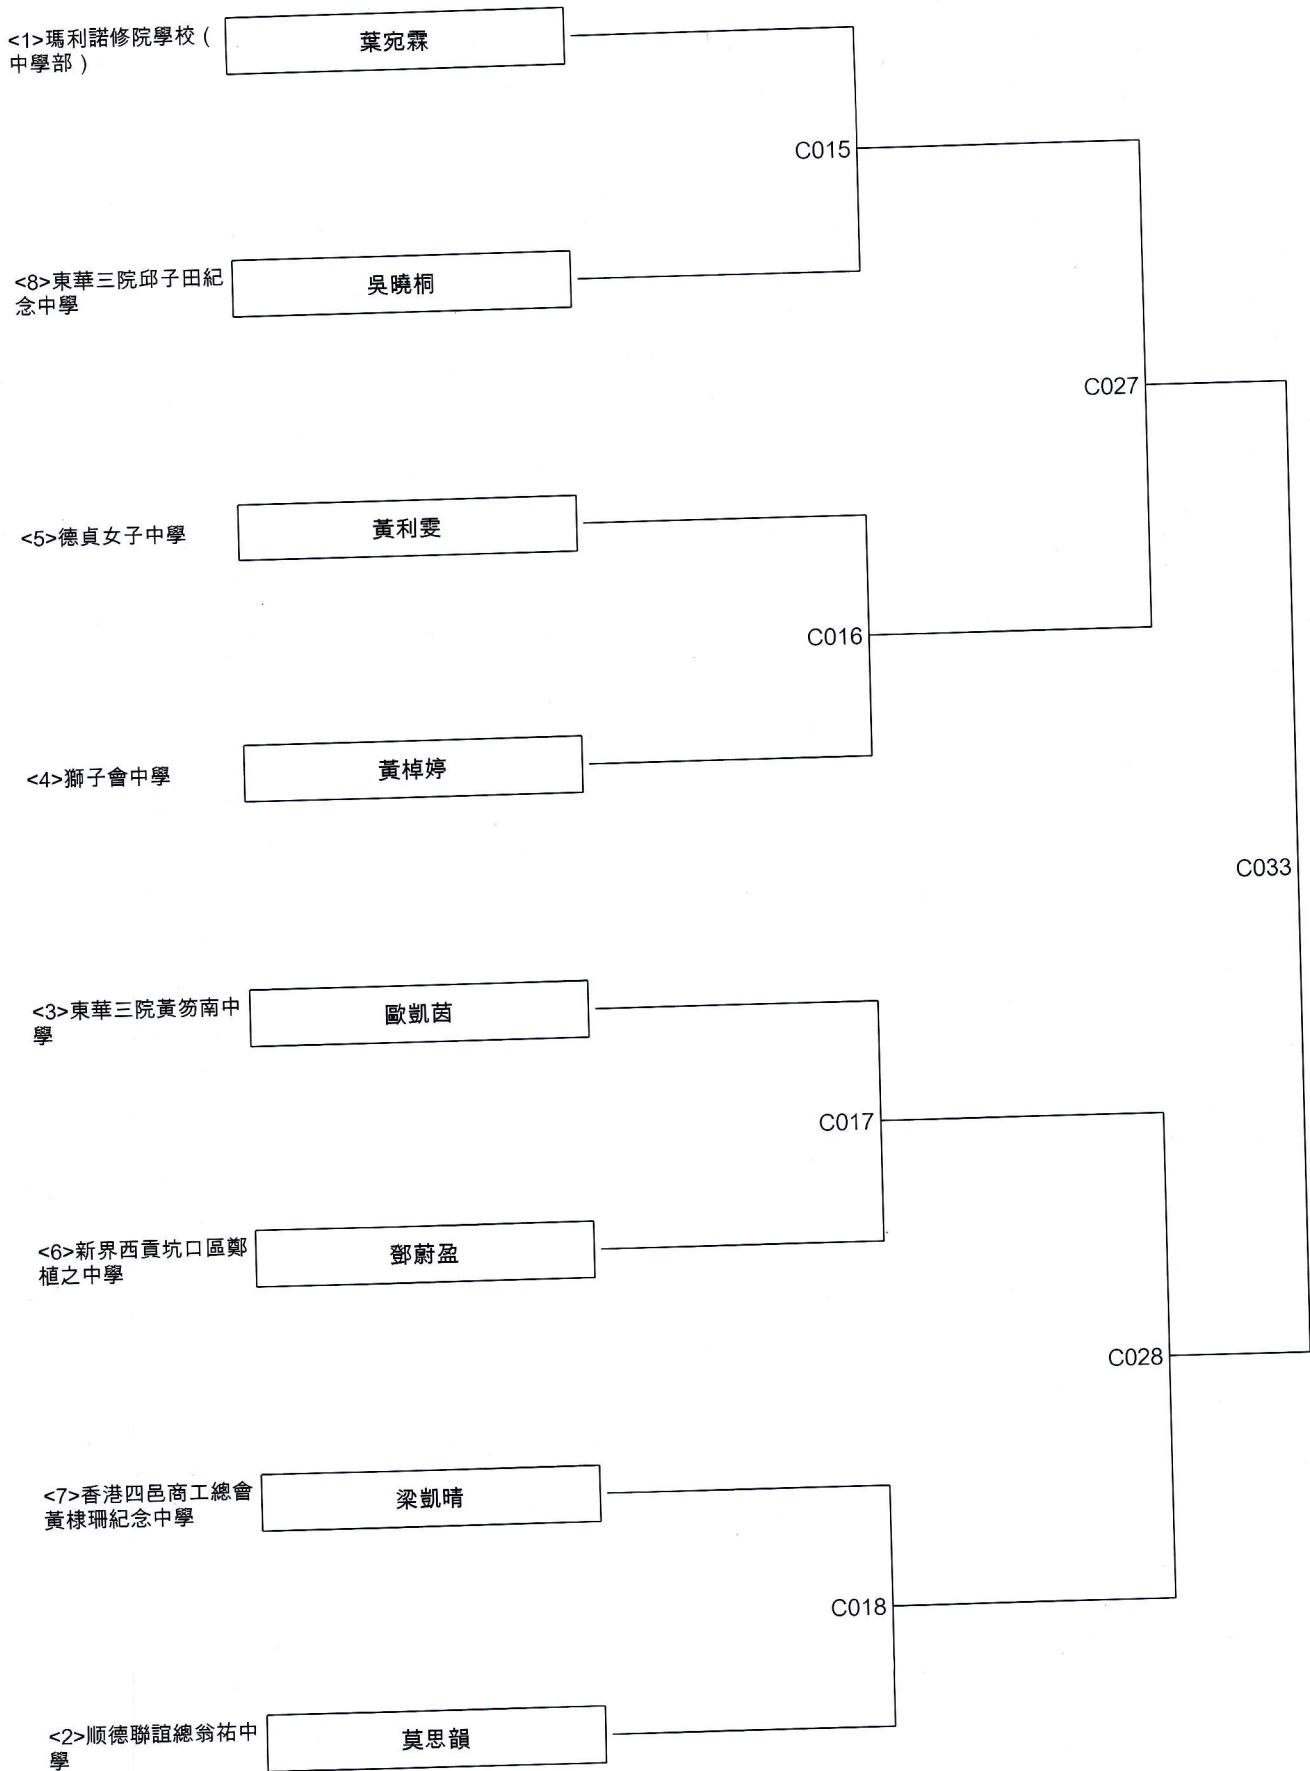 <1>瑪利諾修院學校（
中學部）
葉宛霖
C015
<8>東華三院邱子田紀
念中學
吳曉桐
C027
<5>德貞女子中學
黃利雯
C016
<4>獅子會中學
黃棹婷
C033
<3>東華三院黃笏南中
學
歐凱茵
C017
<6>新界西貢坑口區鄭
植之中學
鄧蔚盈
C028
<7>香港四邑商工總會
黃棣珊紀念中學
梁凱晴
C018
<2>顺德聯誼總翁祐中
學
莫思韻